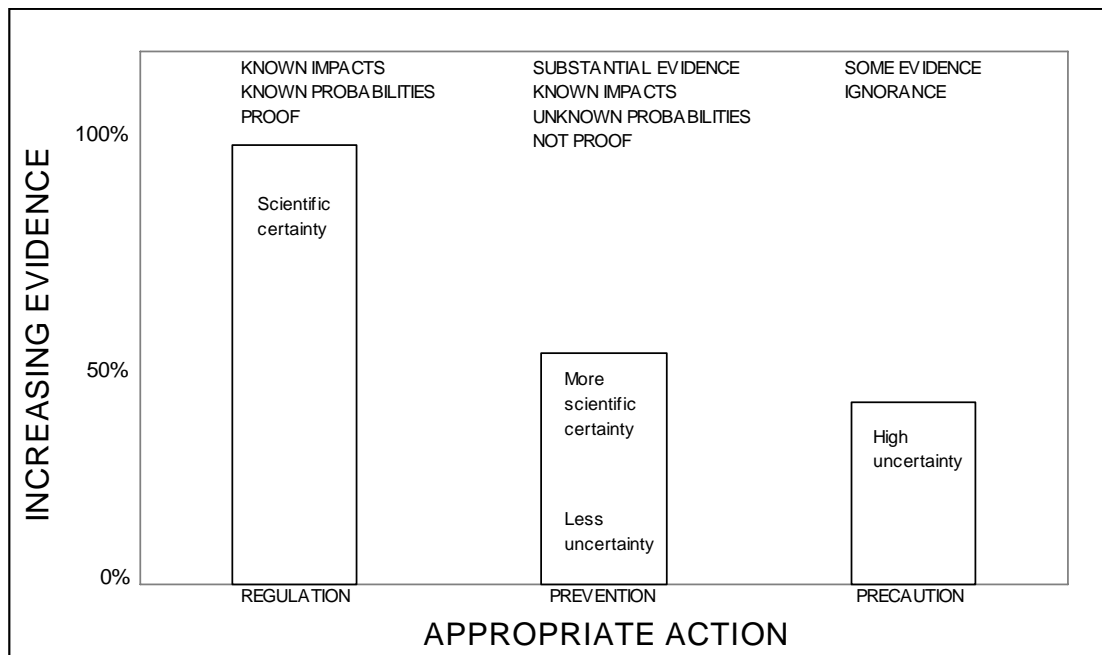 KNOWN IMPACTS
KNOWN PROBABILITIES
PROOF
SUBSTANTIAL EVIDENCE
KNOWN IMPACTS
UNKNOWN PROBABILITIES
NOT PROOF
SOME EVIDENCE
IGNORANCE
INCREASING EVIDENCE
100%
50%
0%
Scientific
certainty
More
scientific
certainty
Less
uncertainty
High
uncertainty
REGULATION
PREVENTION
PRECAUTION
APPROPRIATE ACTION